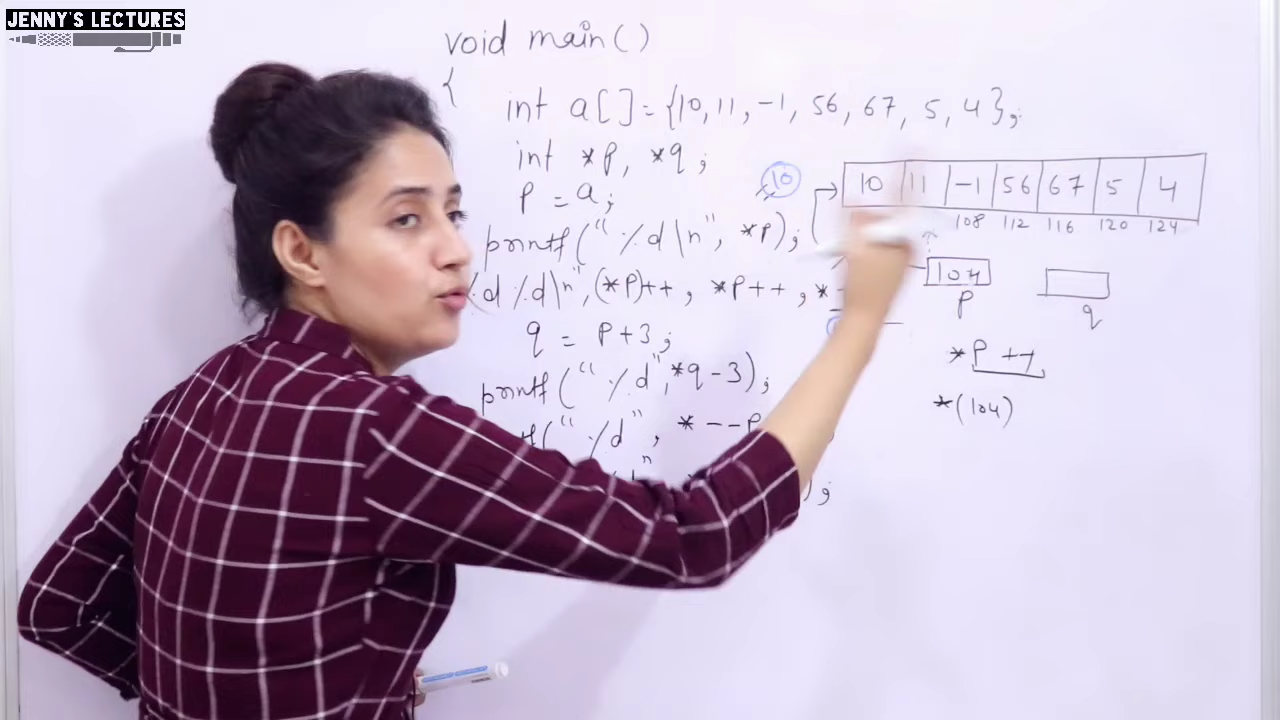 JENNY'S LECTURES
void main()
{
int a[] = {10, 11, -1, 56, 67, 5, 4};
int *p, *q;
p = a;
10
10 11 -1 56 67 5 4
108 112 116 120 124
printf("%d\n", *p);
104
p
q
d %d\n", (*p)++, *p++, *
q = p+3;
*p++
printf("%d", *q-3);
*(104)
f("%d", *--p